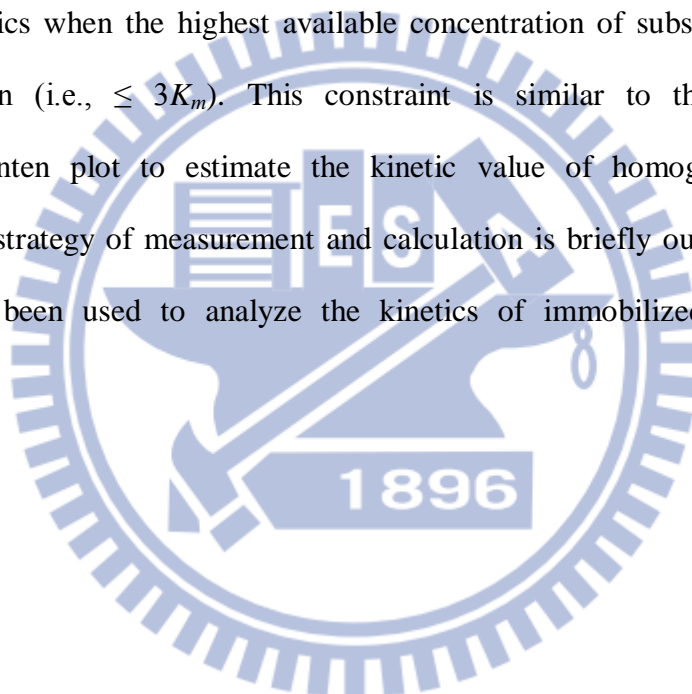 ics when the highest available concentration of subs
n (i.e., ≤ 3Km). This constraint is similar to th
nten plot to estimate the kinetic value of homog
strategy of measurement and calculation is briefly ou
been used to analyze the kinetics of immobilized
E S A
8
1896